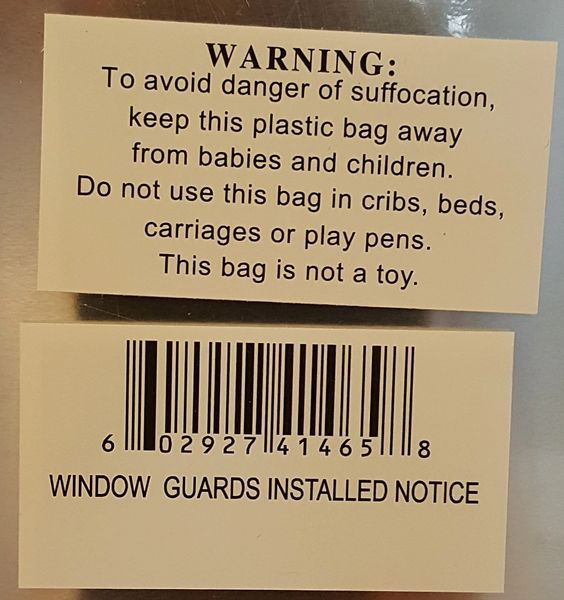 WARNING:
To avoid danger of suffocation,
keep this plastic bag away
from babies and children.
Do not use this bag in cribs, beds,
carriages or play pens.
This bag is not a toy.
6 02927 41465 8
WINDOW GUARDS INSTALLED NOTICE